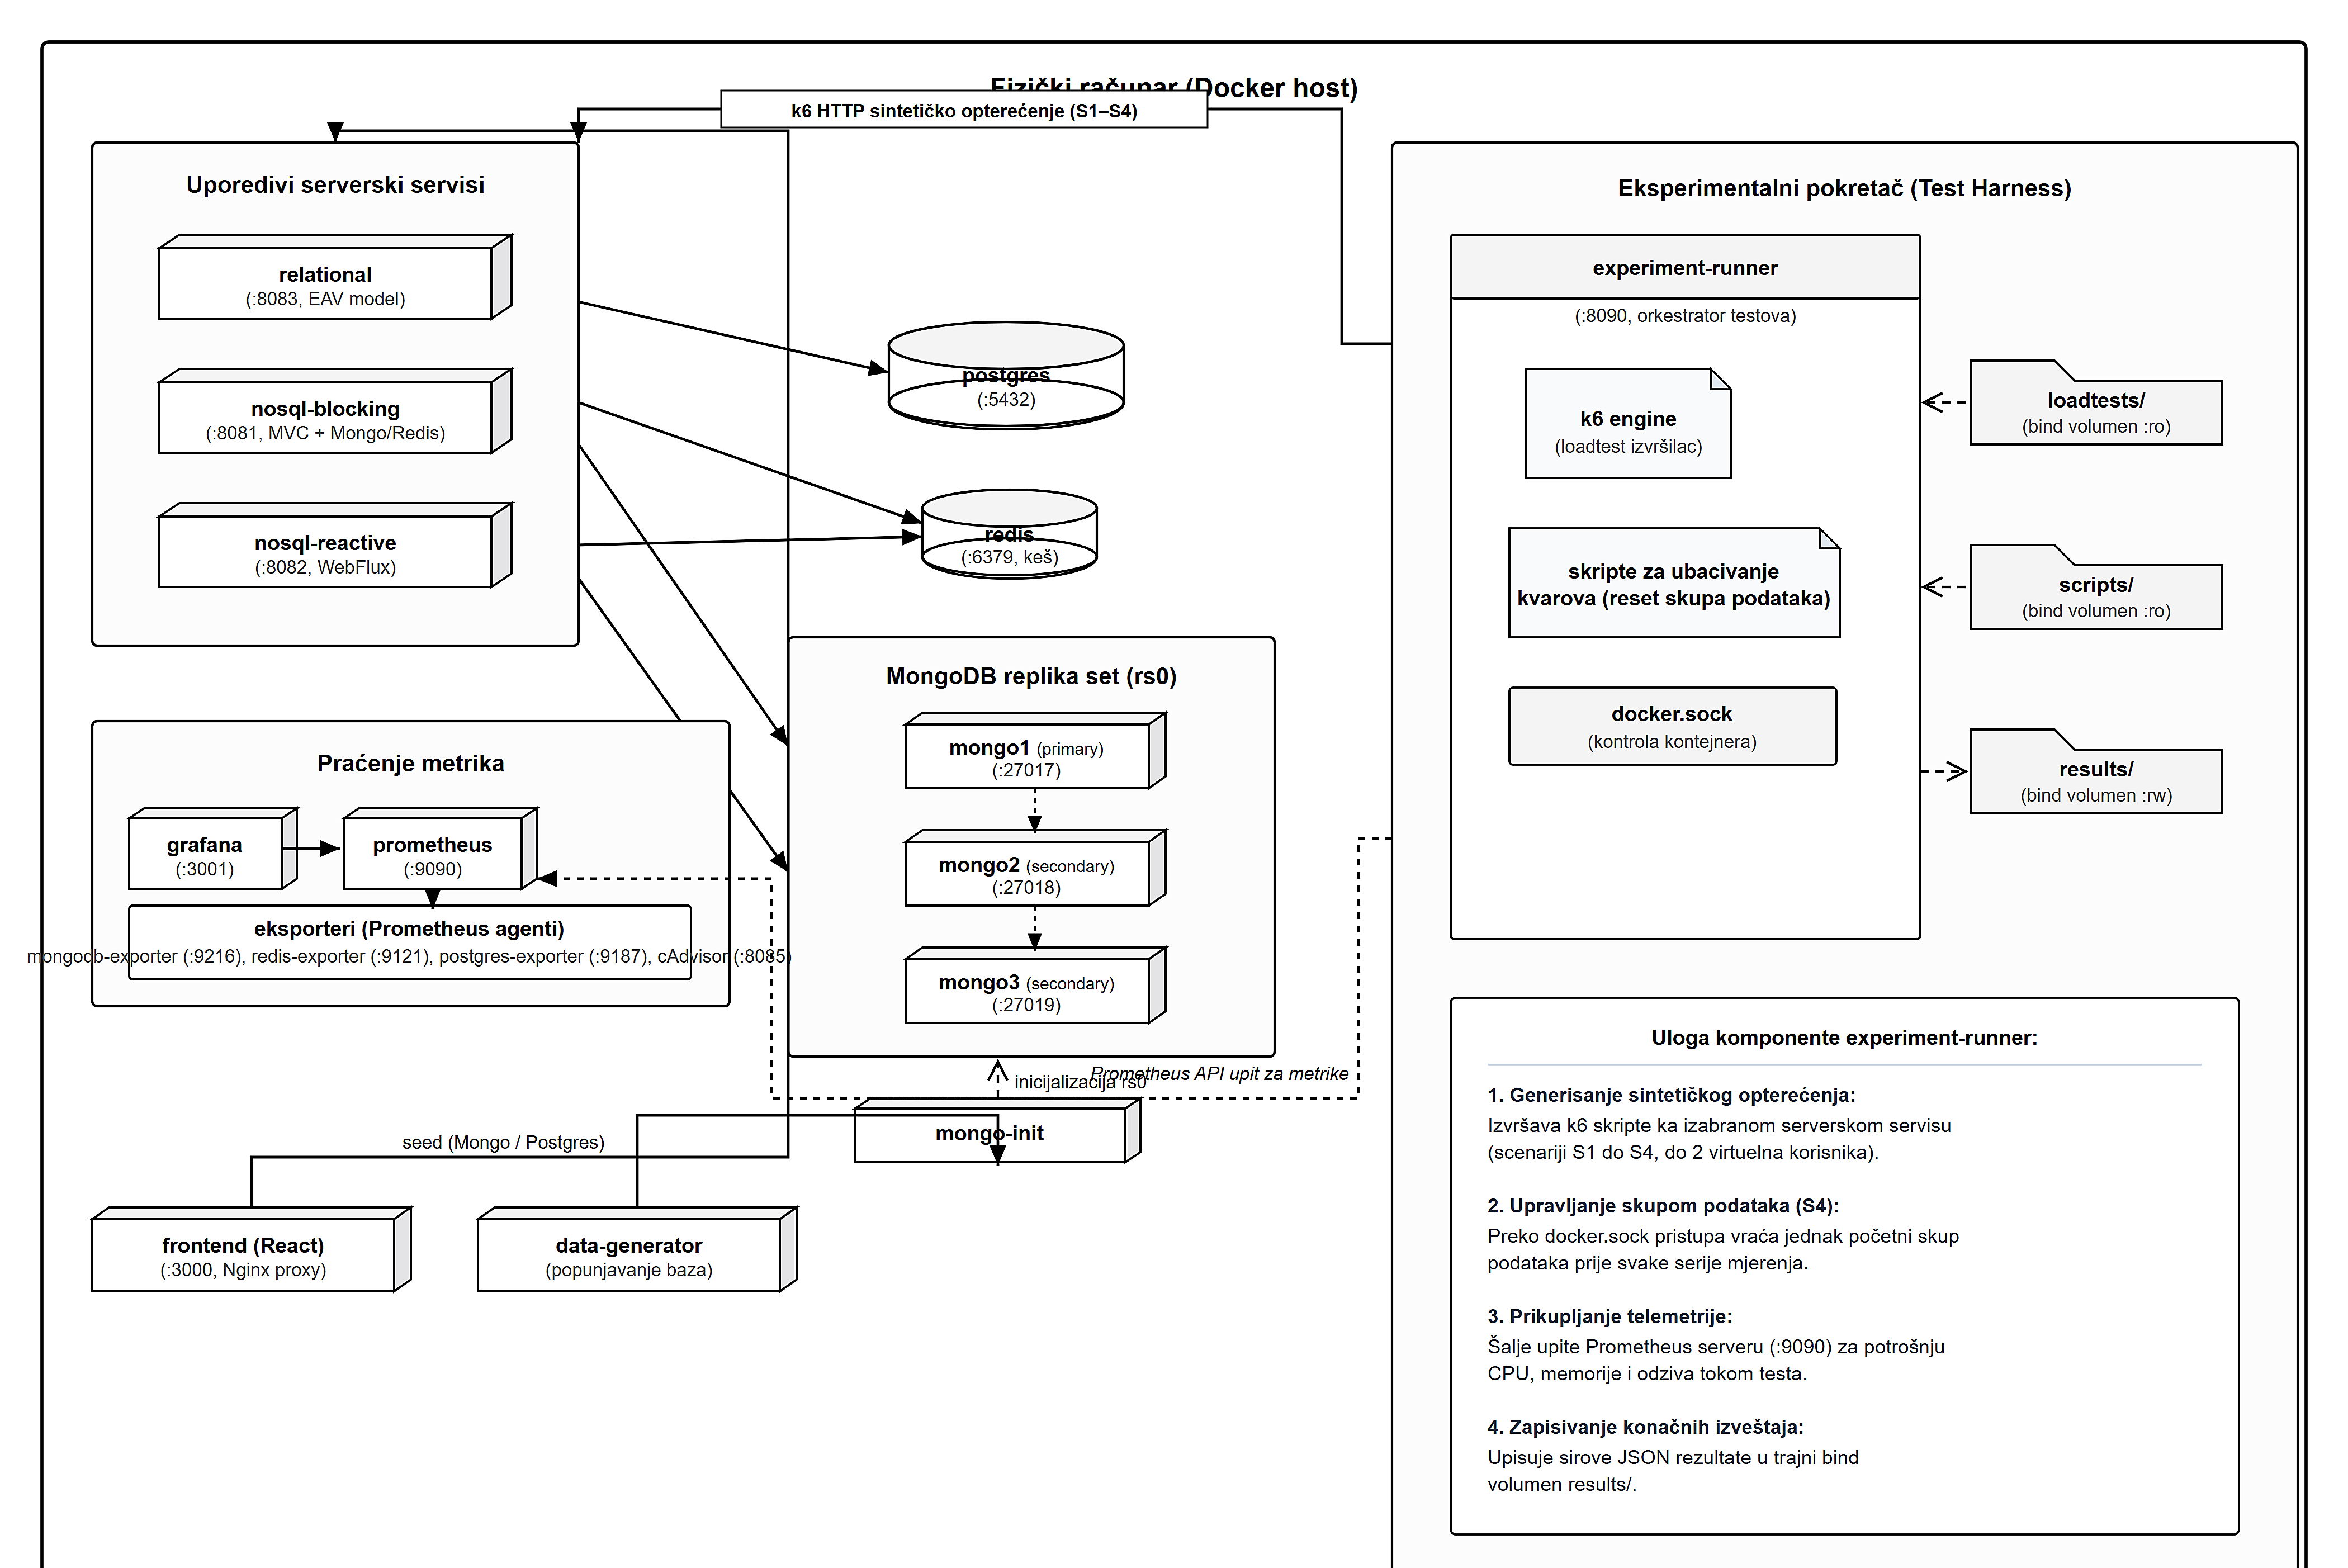 Fizički računar (Docker host)
k6 HTTP sintetičko opterećenje (S1–S4)
Uporedivi serverski servisi
relational
(:8083, EAV model)
nosql-blocking
(:8081, MVC + Mongo/Redis)
nosql-reactive
(:8082, WebFlux)
postgres
(:5432)
redis
(:6379, keš)
MongoDB replika set (rs0)
mongo1 (primary)
(:27017)
mongo2 (secondary)
(:27018)
mongo3 (secondary)
(:27019)
Praćenje metrika
grafana
(:3001)
prometheus
(:9090)
eksporteri (Prometheus agenti)
mongodb-exporter (:9216), redis-exporter (:9121), postgres-exporter (:9187), cAdvisor (:8085)
inicijalizacija rs0
Prometheus API upit za metrike
mongo-init
seed (Mongo / Postgres)
frontend (React)
(:3000, Nginx proxy)
data-generator
(popunjavanje baza)
Eksperimentalni pokretač (Test Harness)
experiment-runner
(:8090, orkestrator testova)
k6 engine
(loadtest izvršilac)
skripte za ubacivanje
kvarova (reset skupa podataka)
docker.sock
(kontrola kontejnera)
loadtests/
(bind volumen :ro)
scripts/
(bind volumen :ro)
results/
(bind volumen :rw)
Uloga komponente experiment-runner:
1. Generisanje sintetičkog opterećenja:
Izvršava k6 skripte ka izabranom serverskom servisu
(scenariji S1 do S4, do 2 virtuelna korisnika).
2. Upravljanje skupom podataka (S4):
Preko docker.sock pristupa vraća jednak početni skup
podataka prije svake serije mjerenja.
3. Prikupljanje telemetrije:
Šalje upite Prometheus serveru (:9090) za potrošnju
CPU, memorije i odziva tokom testa.
4. Zapisivanje konačnih izveštaja:
Upisuje sirove JSON rezultate u trajni bind
volumen results/.